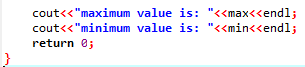 cout<<"maximum value is: "<<max<<endl;
cout<<"minimum value is: "<<min<<endl;
return 0;
}